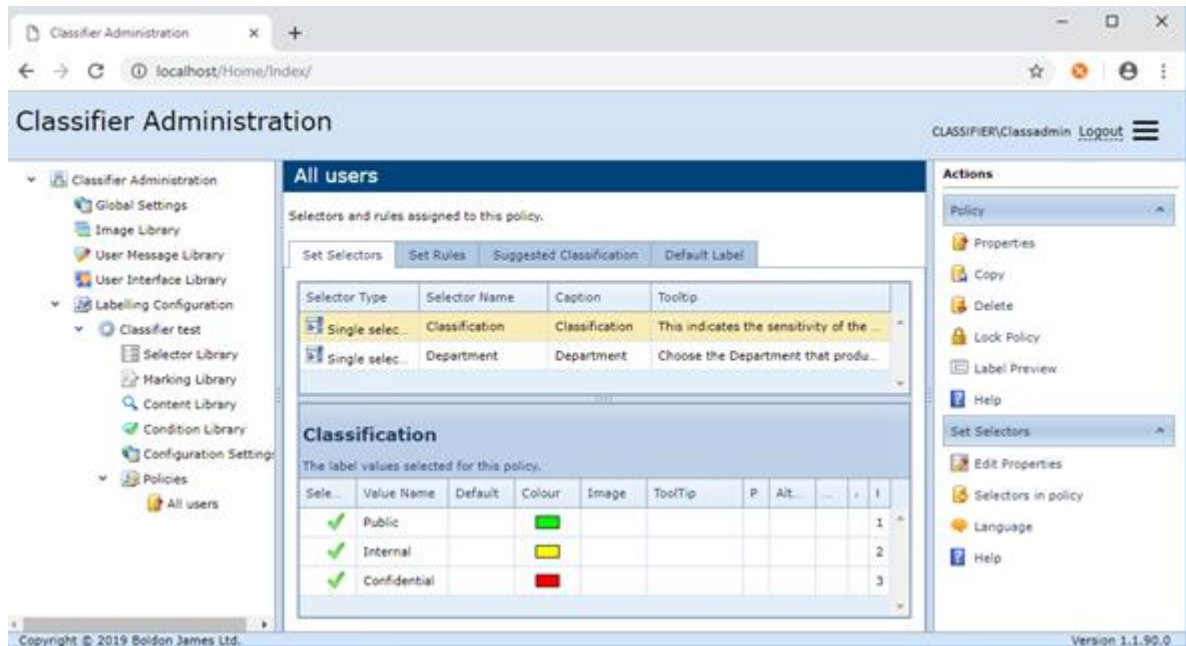 Classifier Administration
localhost/Home/Index/
Classifier Administration
CLASSIFIER\Classadmin Logout
Classifier Administration
Global Settings
Image Library
User Message Library
User Interface Library
Labelling Configuration
Classifier test
Selector Library
Marking Library
Content Library
Condition Library
Configuration Settings
Policies
All users
All users
Selectors and rules assigned to this policy.
Set Selectors Set Rules Suggested Classification Default Label
Selector Type Selector Name Caption Tooltip
Single selec... Classification Classification This indicates the sensitivity of the ...
Single selec... Department Department Choose the Department that produ...
Classification
The label values selected for this policy.
Sele... Value Name Default Colour Image ToolTip P Alt... ...
Public 1
Internal 2
Confidential 3
Actions
Policy
Properties
Copy
Delete
Lock Policy
Label Preview
Help
Set Selectors
Edit Properties
Selectors in policy
Language
Help
Copyright © 2019 Boldon James Ltd.
Version 1.1.90.0